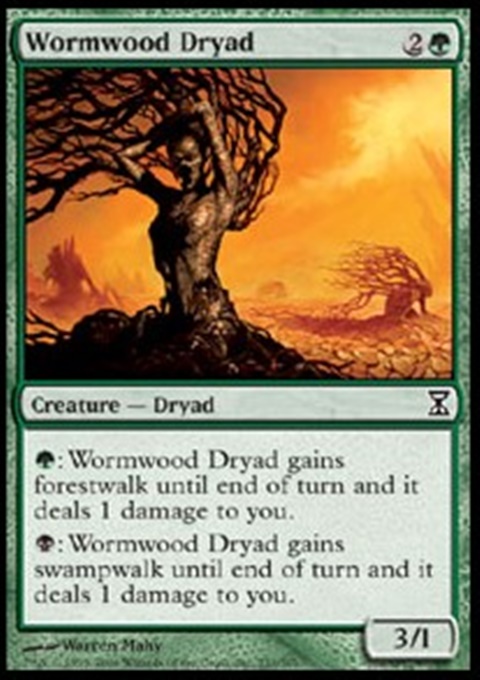 Wormwood Dryad 2
Creature — Dryad
: Wormwood Dryad gains
forestwalk until end of turn and it
deals 1 damage to you.
: Wormwood Dryad gains
swampwalk until end of turn and it
deals 1 damage to you.
Warren Mahy
3/1